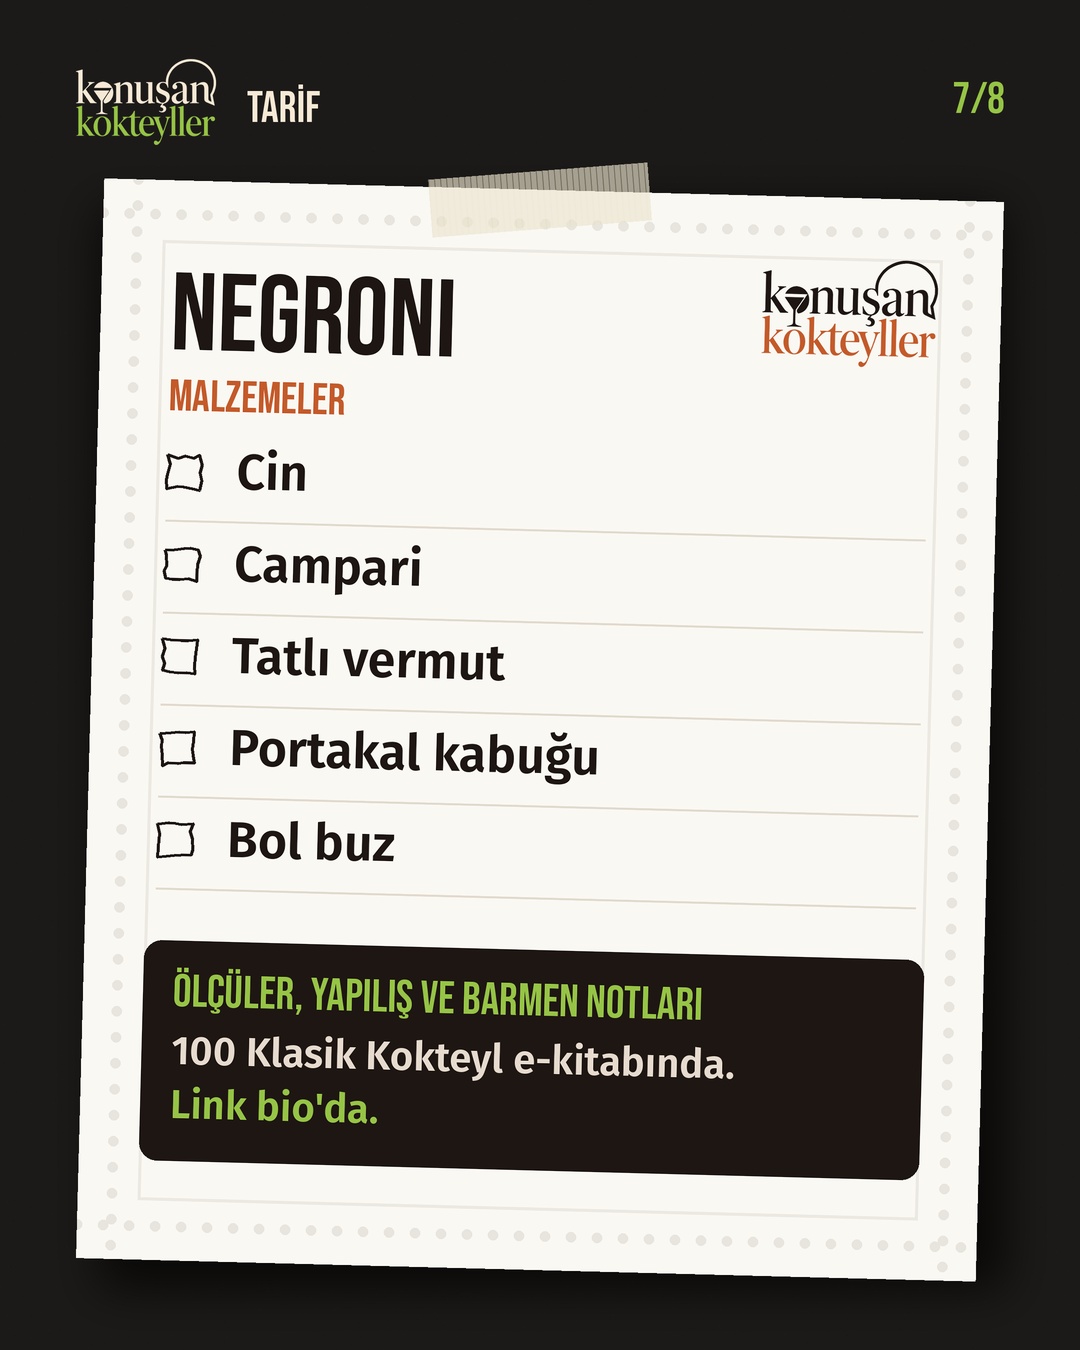 konuşan
kokteyller
TARİF
7/8
NEGRONI
konuşan
kokteyller
MALZEMELER
Cin
Campari
Tatlı vermut
Portakal kabuğu
Bol buz
ÖLÇÜLER, YAPILIŞ VE BARMEN NOTLARI
100 Klasik Kokteyl e-kitabında.
Link bio'da.